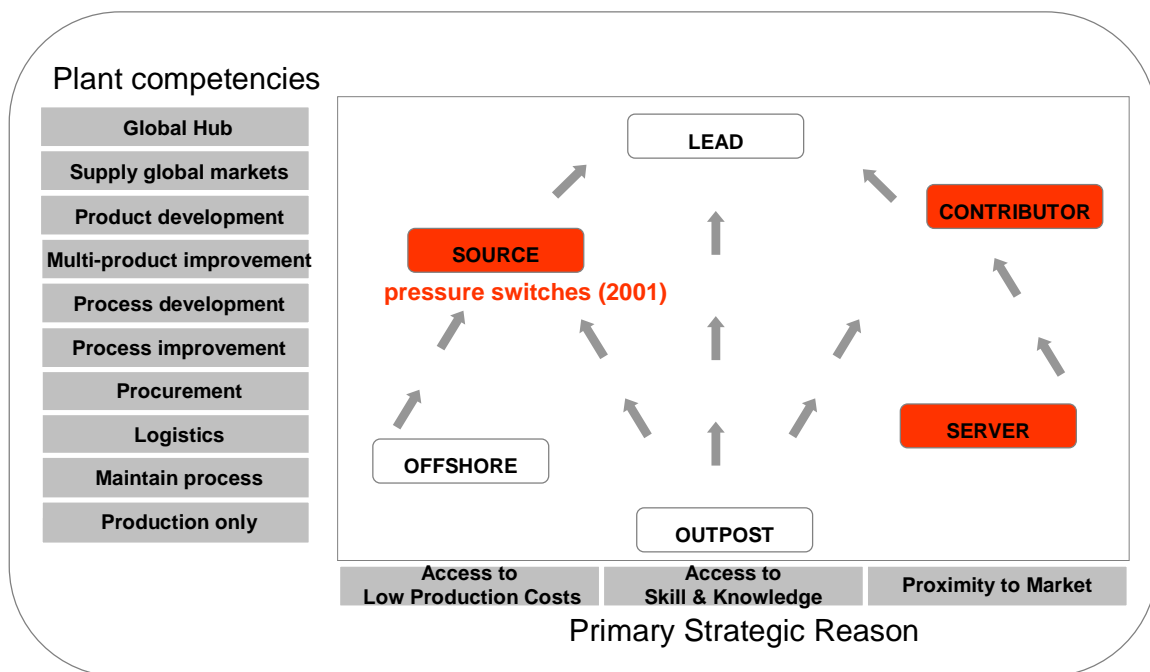 Plant competencies
Global Hub
Supply global markets
Product development
Multi-product improvement
Process development
Process improvement
Procurement
Logistics
Maintain process
Production only
LEAD
CONTRIBUTOR
SOURCE
pressure switches (2001)
SERVER
OFFSHORE
OUTPOST
Access to
Low Production Costs
Access to
Skill & Knowledge
Proximity to Market
Primary Strategic Reason